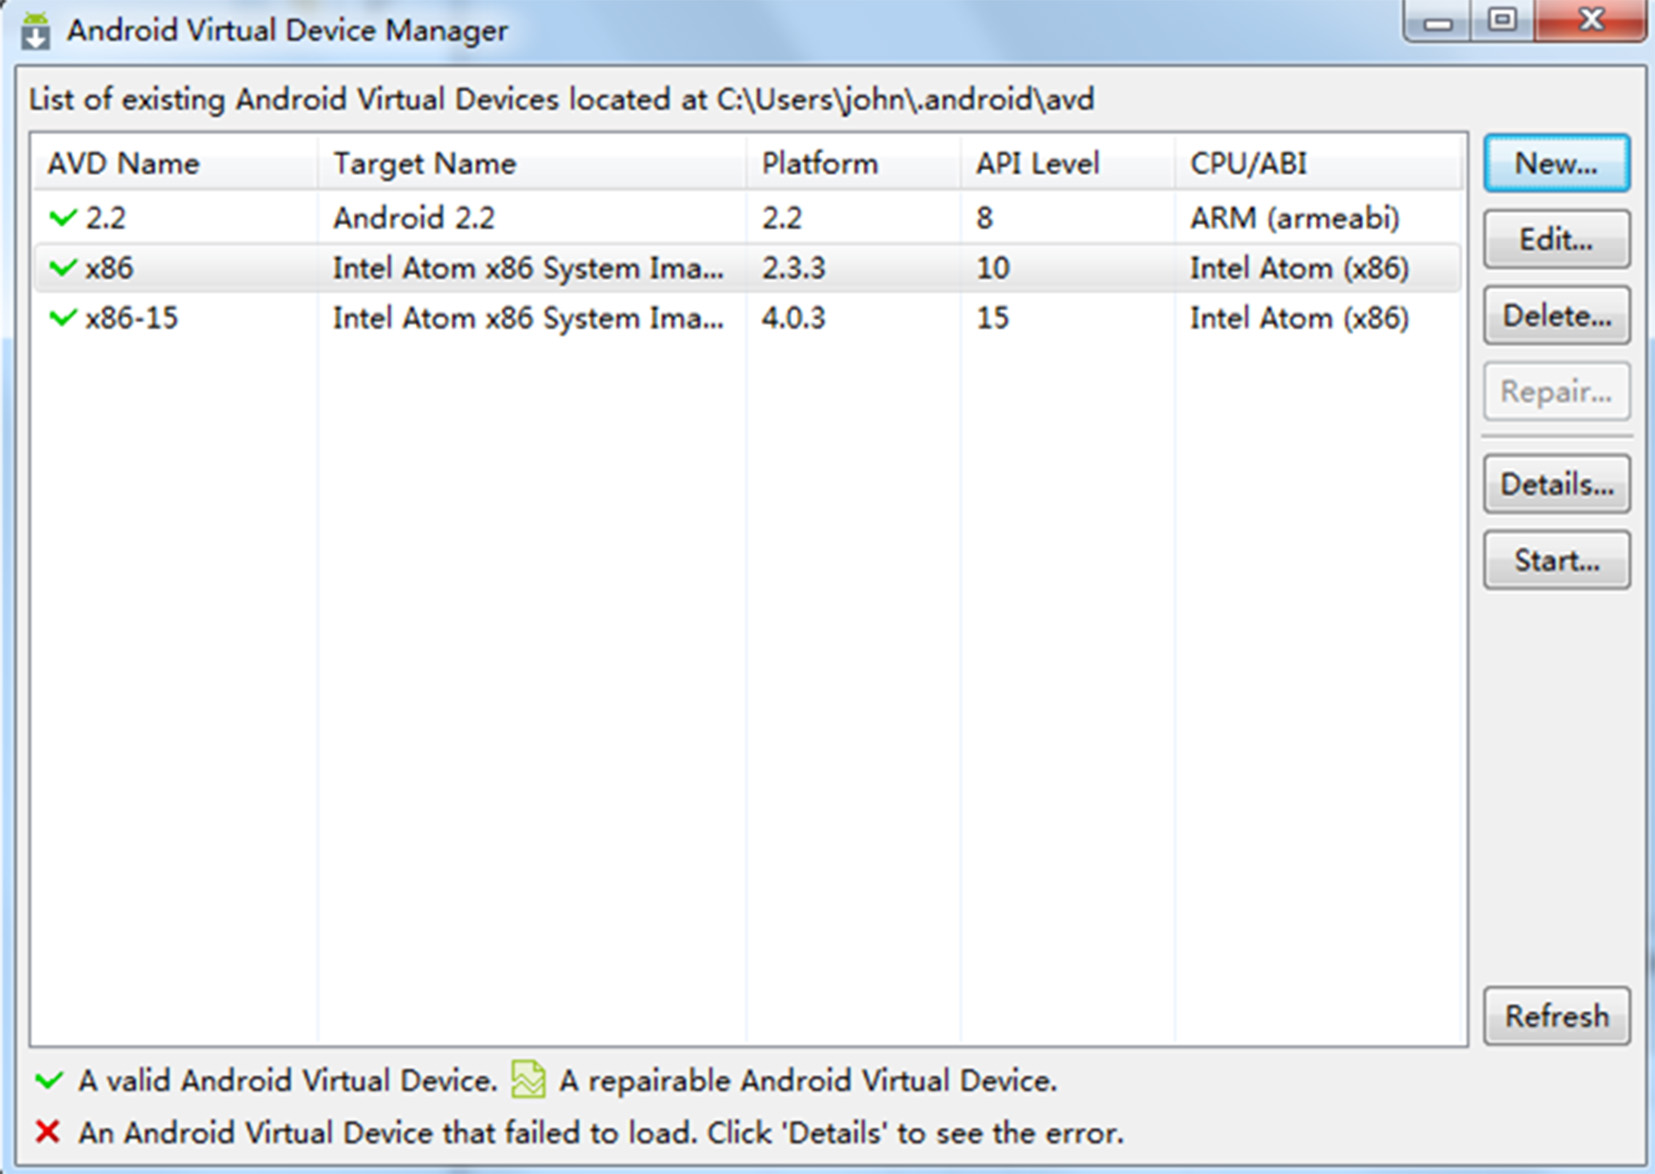 Android Virtual Device Manager
List of existing Android Virtual Devices located at C:\Users\john\.android\avd
AVD Name Target Name Platform API Level CPU/ABI
2.2 Android 2.2 2.2 8 ARM (armeabi)
x86 Intel Atom x86 System Ima... 2.3.3 10 Intel Atom (x86)
x86-15 Intel Atom x86 System Ima... 4.0.3 15 Intel Atom (x86)
New...
Edit...
Delete...
Repair...
Details...
Start...
Refresh
A valid Android Virtual Device. A repairable Android Virtual Device.
An Android Virtual Device that failed to load. Click 'Details' to see the error.